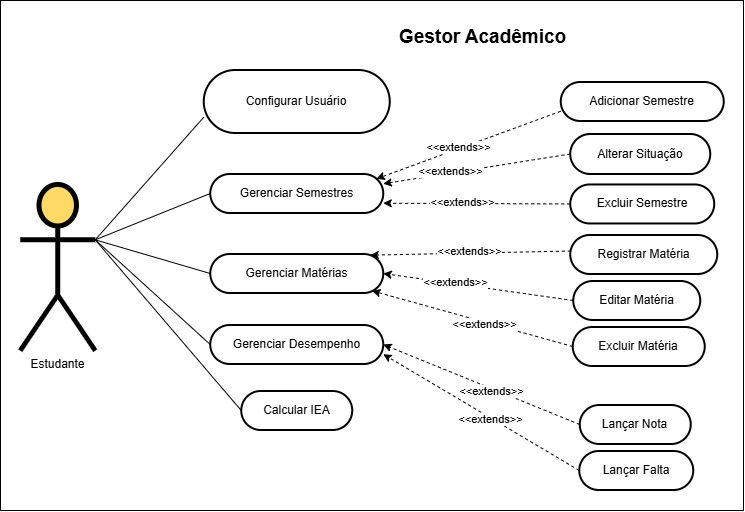 Gestor Acadêmico
Configurar Usuário
Adicionar Semestre
<<extends>>
Alterar Situação
<<extends>>
Gerenciar Semestres
Excluir Semestre
<<extends>>
Registrar Matéria
<<extends>>
Gerenciar Matérias
<<extends>>
Editar Matéria
<<extends>>
Gerenciar Desempenho
Excluir Matéria
Estudante
<<extends>>
Calcular IEA
<<extends>>
Lançar Nota
Lançar Falta